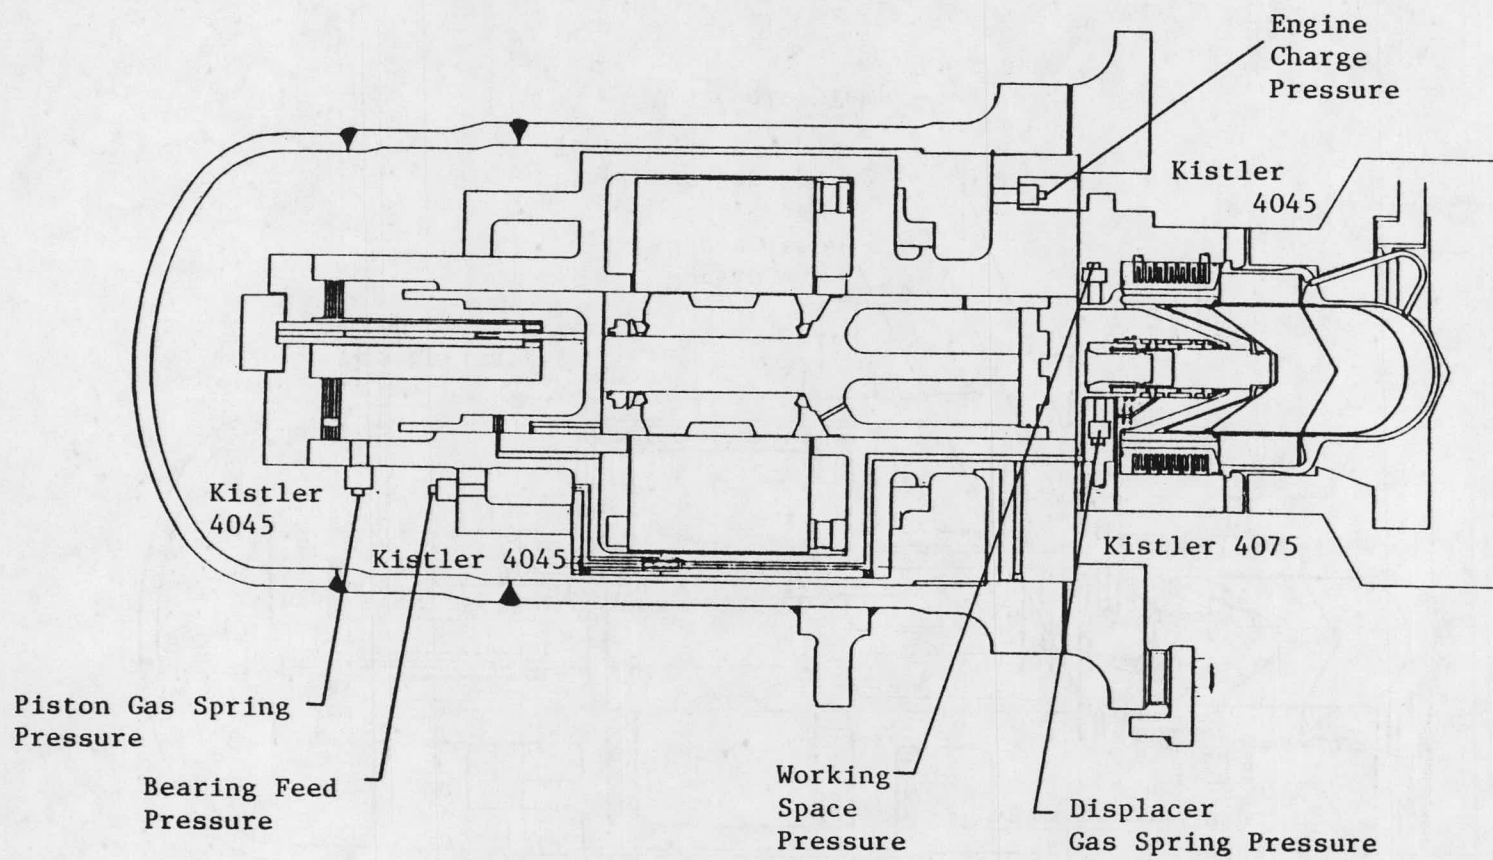 Engine
Charge
Pressure
Kistler
4045
Kistler
4045
Kistler 4045
Kistler 4075
Piston Gas Spring
Pressure
Bearing Feed
Pressure
Working
Space
Pressure
Displacer
Gas Spring Pressure